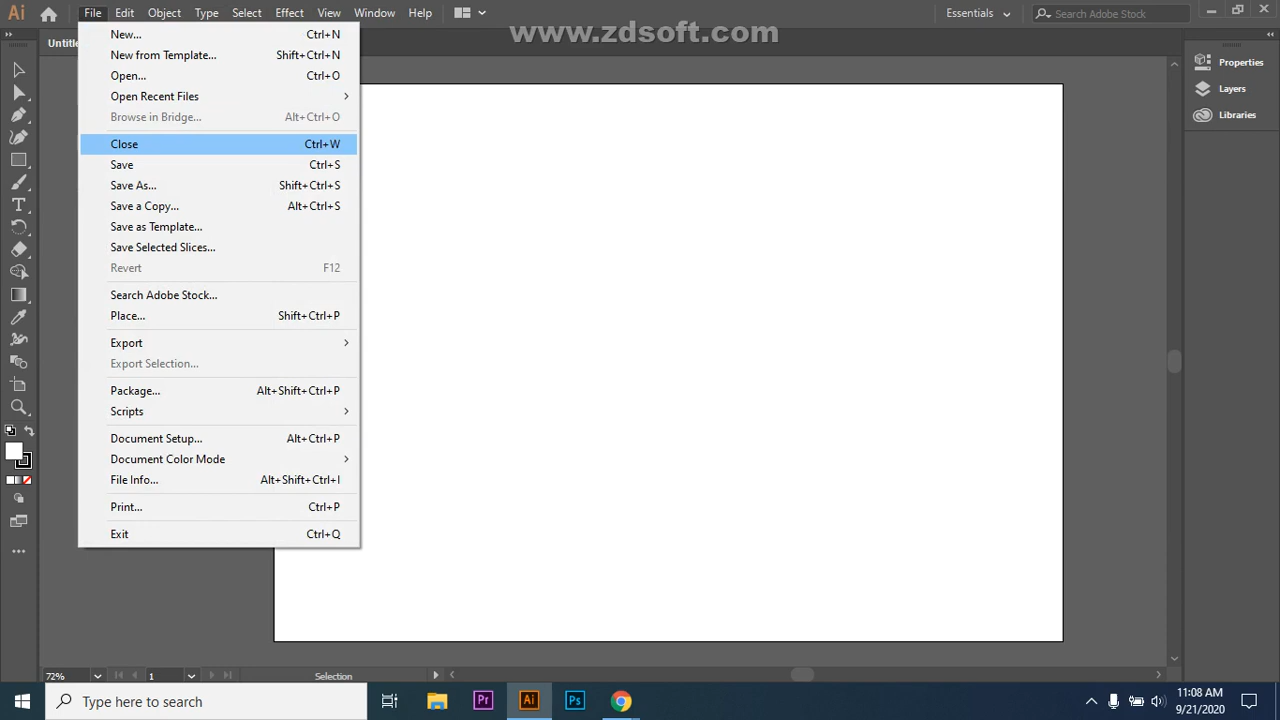 Ai File Edit Object Type Select Effect View Window Help Essentials Search Adobe Stock
www.zdsoft.com
New... Ctrl+N
New from Template... Shift+Ctrl+N
Open... Ctrl+O
Open Recent Files
Browse in Bridge... Alt+Ctrl+O
Close Ctrl+W
Save Ctrl+S
Save As... Shift+Ctrl+S
Save a Copy... Alt+Ctrl+S
Save as Template...
Save Selected Slices...
Revert F12
Search Adobe Stock...
Place... Shift+Ctrl+P
Export
Export Selection...
Package... Alt+Shift+Ctrl+P
Scripts
Document Setup... Alt+Ctrl+P
Document Color Mode
File Info... Alt+Shift+Ctrl+I
Print... Ctrl+P
Exit Ctrl+Q
Properties
Layers
Libraries
72% 1 Selection
Type here to search Pr Ai Ps 11:08 AM
9/21/2020